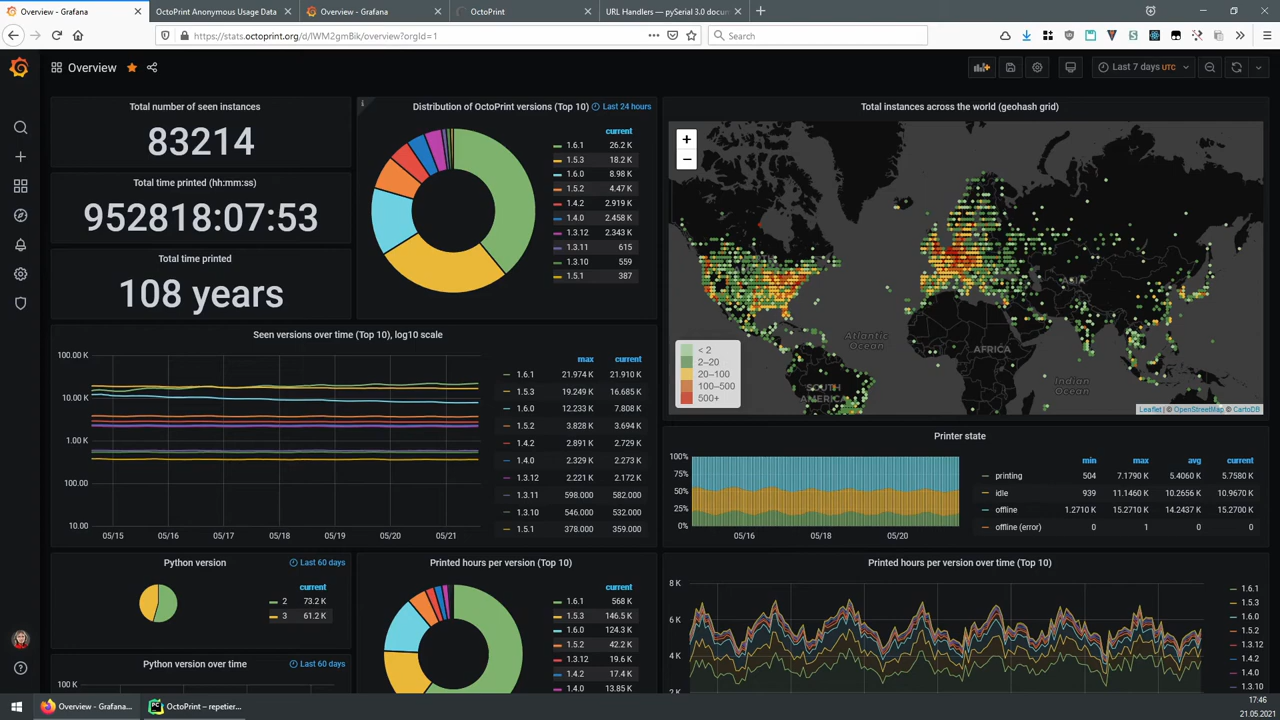 Overview - Grafana
OctoPrint Anonymous Usage Data
Overview - Grafana
OctoPrint
URL Handlers — pySerial 3.0 docum
https://stats.octoprint.org/d/lWM2gmBik/overview?orgId=1
Search
Overview
Last 7 days UTC
Total number of seen instances
83214
Total time printed (hh:mm:ss)
952818:07:53
Total time printed
108 years
Distribution of OctoPrint versions (Top 10) Last 24 hours
current
1.6.1 26.2 K
1.5.3 18.2 K
1.6.0 8.98 K
1.5.2 4.47 K
1.4.2 2.919 K
1.4.0 2.458 K
1.3.12 2.343 K
1.3.11 615
1.3.10 559
1.5.1 387
Total instances across the world (geohash grid)
+
−
Atlantic
Ocean
AFRICA
SOUTH
AMERICA
Indian
Ocean
< 2
2–20
20–100
100–500
500+
Leaflet | © OpenStreetMap © CartoDB
Seen versions over time (Top 10), log10 scale
100.00 K
10.00 K
1.00 K
100.00
10.00
05/15 05/16 05/17 05/18 05/19 05/20 05/21
max current
1.6.1 21.974 K 21.910 K
1.5.3 19.249 K 16.685 K
1.6.0 12.233 K 7.808 K
1.5.2 3.828 K 3.694 K
1.4.2 2.891 K 2.729 K
1.4.0 2.329 K 2.273 K
1.3.12 2.221 K 2.172 K
1.3.11 598.000 582.000
1.3.10 546.000 532.000
1.5.1 378.000 359.000
Printer state
100%
75%
50%
25%
0%
05/16 05/18 05/20
min max avg current
printing 504 7.1790 K 5.4060 K 5.7580 K
idle 939 11.1460 K 10.2656 K 10.9670 K
offline 1.2710 K 15.2710 K 14.2437 K 15.2700 K
offline (error) 0 1 0 0
Python version Last 60 days
current
2 73.2 K
3 61.2 K
Python version over time Last 60 days
100 K
Printed hours per version (Top 10)
current
1.6.1 568 K
1.5.3 146.5 K
1.6.0 124.3 K
1.5.2 42.2 K
1.3.12 19.6 K
1.4.2 17.4 K
1.4.0 13.85 K
Printed hours per version over time (Top 10)
8 K
6 K
4 K
2 K
1.6.1
1.5.3
1.6.0
1.5.2
1.3.12
1.4.2
1.4.0
1.3.10
Overview - Grafana...
OctoPrint – repetier...
17:46
21.05.2021